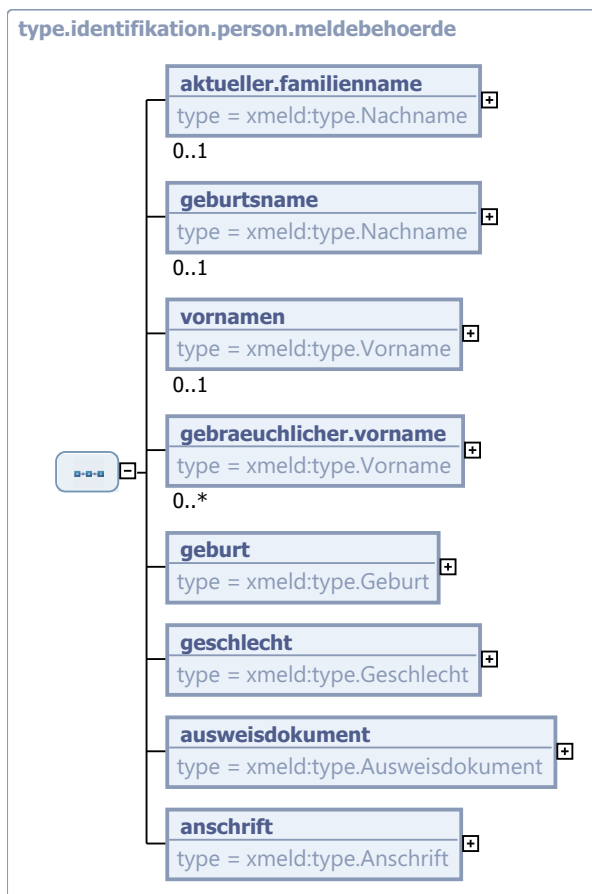 type.identifikation.person.meldebehoerde
aktueller.familienname
type = xmeld:type.Nachname
0..1
geburtsname
type = xmeld:type.Nachname
0..1
vornamen
type = xmeld:type.Vorname
0..1
gebraeuchlicher.vorname
type = xmeld:type.Vorname
0..*
geburt
type = xmeld:type.Geburt
geschlecht
type = xmeld:type.Geschlecht
ausweisdokument
type = xmeld:type.Ausweisdokument
anschrift
type = xmeld:type.Anschrift